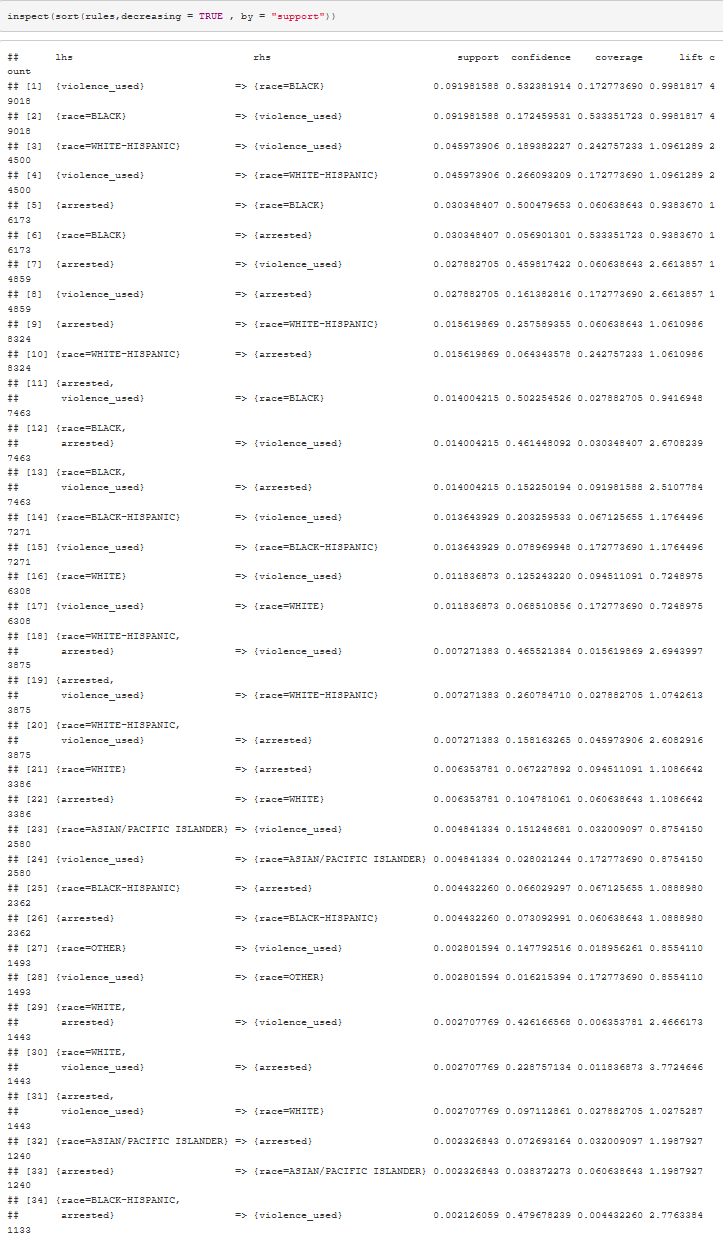 inspect(sort(rules,decreasing = TRUE , by = "support"))
##      lhs                               rhs                           support  confidence    coverage      lift c
ount
## [1]  {violence_used}                => {race=BLACK}                  0.091981588 0.532381914 0.172773690 0.9981817 4
9018
## [2]  {race=BLACK}                   => {violence_used}               0.091981588 0.172459531 0.533351723 0.9981817 4
9018
## [3]  {race=WHITE-HISPANIC}          => {violence_used}               0.045973906 0.189382227 0.242757233 1.0961289 2
4500
## [4]  {violence_used}                => {race=WHITE-HISPANIC}         0.045973906 0.266093209 0.172773690 1.0961289 2
4500
## [5]  {arrested}                     => {race=BLACK}                  0.030348407 0.500479653 0.060638643 0.9383670 1
6173
## [6]  {race=BLACK}                   => {arrested}                    0.030348407 0.056901301 0.533351723 0.9383670 1
6173
## [7]  {arrested}                     => {violence_used}               0.027882705 0.459817422 0.060638643 2.6613857 1
4859
## [8]  {violence_used}                => {arrested}                    0.027882705 0.161382816 0.172773690 2.6613857 1
4859
## [9]  {arrested}                     => {race=WHITE-HISPANIC}         0.015619869 0.257589355 0.060638643 1.0610986
8324
## [10] {race=WHITE-HISPANIC}          => {arrested}                    0.015619869 0.064343578 0.242757233 1.0610986
8324
## [11] {arrested,
##       violence_used}                => {race=BLACK}                  0.014004215 0.502254526 0.027882705 0.9416948
7463
## [12] {race=BLACK,
##       arrested}                     => {violence_used}               0.014004215 0.461448092 0.030348407 2.6708239
7463
## [13] {race=BLACK,
##       violence_used}                => {arrested}                    0.014004215 0.152250194 0.091981588 2.5107784
7463
## [14] {race=BLACK-HISPANIC}          => {violence_used}               0.013643929 0.203259533 0.067125655 1.1764496
7271
## [15] {violence_used}                => {race=BLACK-HISPANIC}         0.013643929 0.078969948 0.172773690 1.1764496
7271
## [16] {race=WHITE}                   => {violence_used}               0.011836873 0.125243220 0.094511091 0.7248975
6308
## [17] {violence_used}                => {race=WHITE}                  0.011836873 0.068510856 0.172773690 0.7248975
6308
## [18] {race=WHITE-HISPANIC,
##       arrested}                     => {violence_used}               0.007271383 0.465521384 0.015619869 2.6943997
3875
## [19] {arrested,
##       violence_used}                => {race=WHITE-HISPANIC}         0.007271383 0.260784710 0.027882705 1.0742613
3875
## [20] {race=WHITE-HISPANIC,
##       violence_used}                => {arrested}                    0.007271383 0.158163265 0.045973906 2.6082916
3875
## [21] {race=WHITE}                   => {arrested}                    0.006353781 0.067227892 0.094511091 1.1086642
3386
## [22] {arrested}                     => {race=WHITE}                  0.006353781 0.104781061 0.060638643 1.1086642
3386
## [23] {race=ASIAN/PACIFIC ISLANDER} => {violence_used}               0.004841334 0.151248681 0.032009097 0.8754150
2580
## [24] {violence_used}                => {race=ASIAN/PACIFIC ISLANDER} 0.004841334 0.028021244 0.172773690 0.8754150
2580
## [25] {race=BLACK-HISPANIC}          => {arrested}                    0.004432260 0.066029297 0.067125655 1.0888980
2362
## [26] {arrested}                     => {race=BLACK-HISPANIC}         0.004432260 0.073092991 0.060638643 1.0888980
2362
## [27] {race=OTHER}                   => {violence_used}               0.002801594 0.147792516 0.018956261 0.8554110
1493
## [28] {violence_used}                => {race=OTHER}                  0.002801594 0.016215394 0.172773690 0.8554110
1493
## [29] {race=WHITE,
##       arrested}                     => {violence_used}               0.002707769 0.426166568 0.006353781 2.4666173
1443
## [30] {race=WHITE,
##       violence_used}                => {arrested}                    0.002707769 0.228757134 0.011836873 3.7724646
1443
## [31] {arrested,
##       violence_used}                => {race=WHITE}                  0.002707769 0.097112861 0.027882705 1.0275287
1443
## [32] {race=ASIAN/PACIFIC ISLANDER} => {arrested}                    0.002326843 0.072693164 0.032009097 1.1987927
1240
## [33] {arrested}                     => {race=ASIAN/PACIFIC ISLANDER} 0.002326843 0.038372273 0.060638643 1.1987927
1240
## [34] {race=BLACK-HISPANIC,
##       arrested}                     => {violence_used}               0.002126059 0.479678239 0.004432260 2.7763384
1133